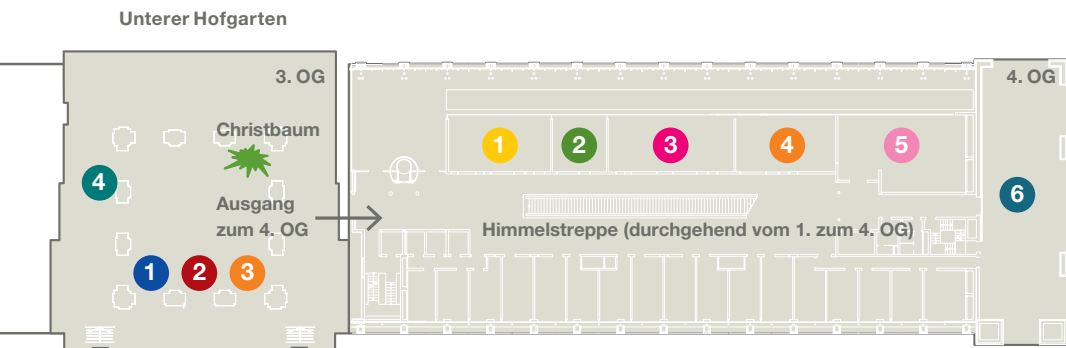 Unterer Hofgarten
3. OG
4. OG
Christbaum
1
2
3
4
5
4
6
Ausgang
zum 4. OG
Himmelstreppe (durchgehend vom 1. zum 4. OG)
1
2
3